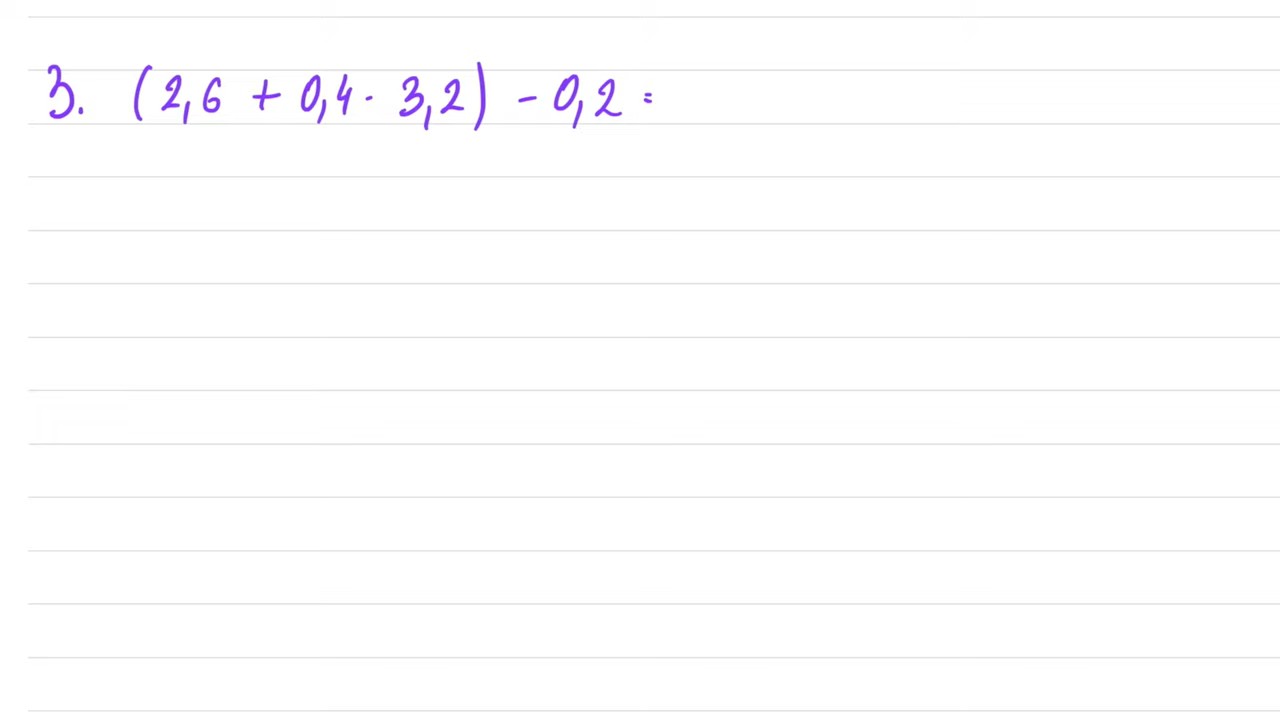 3. (2,6 + 0,4 · 3,2) - 0,2 =